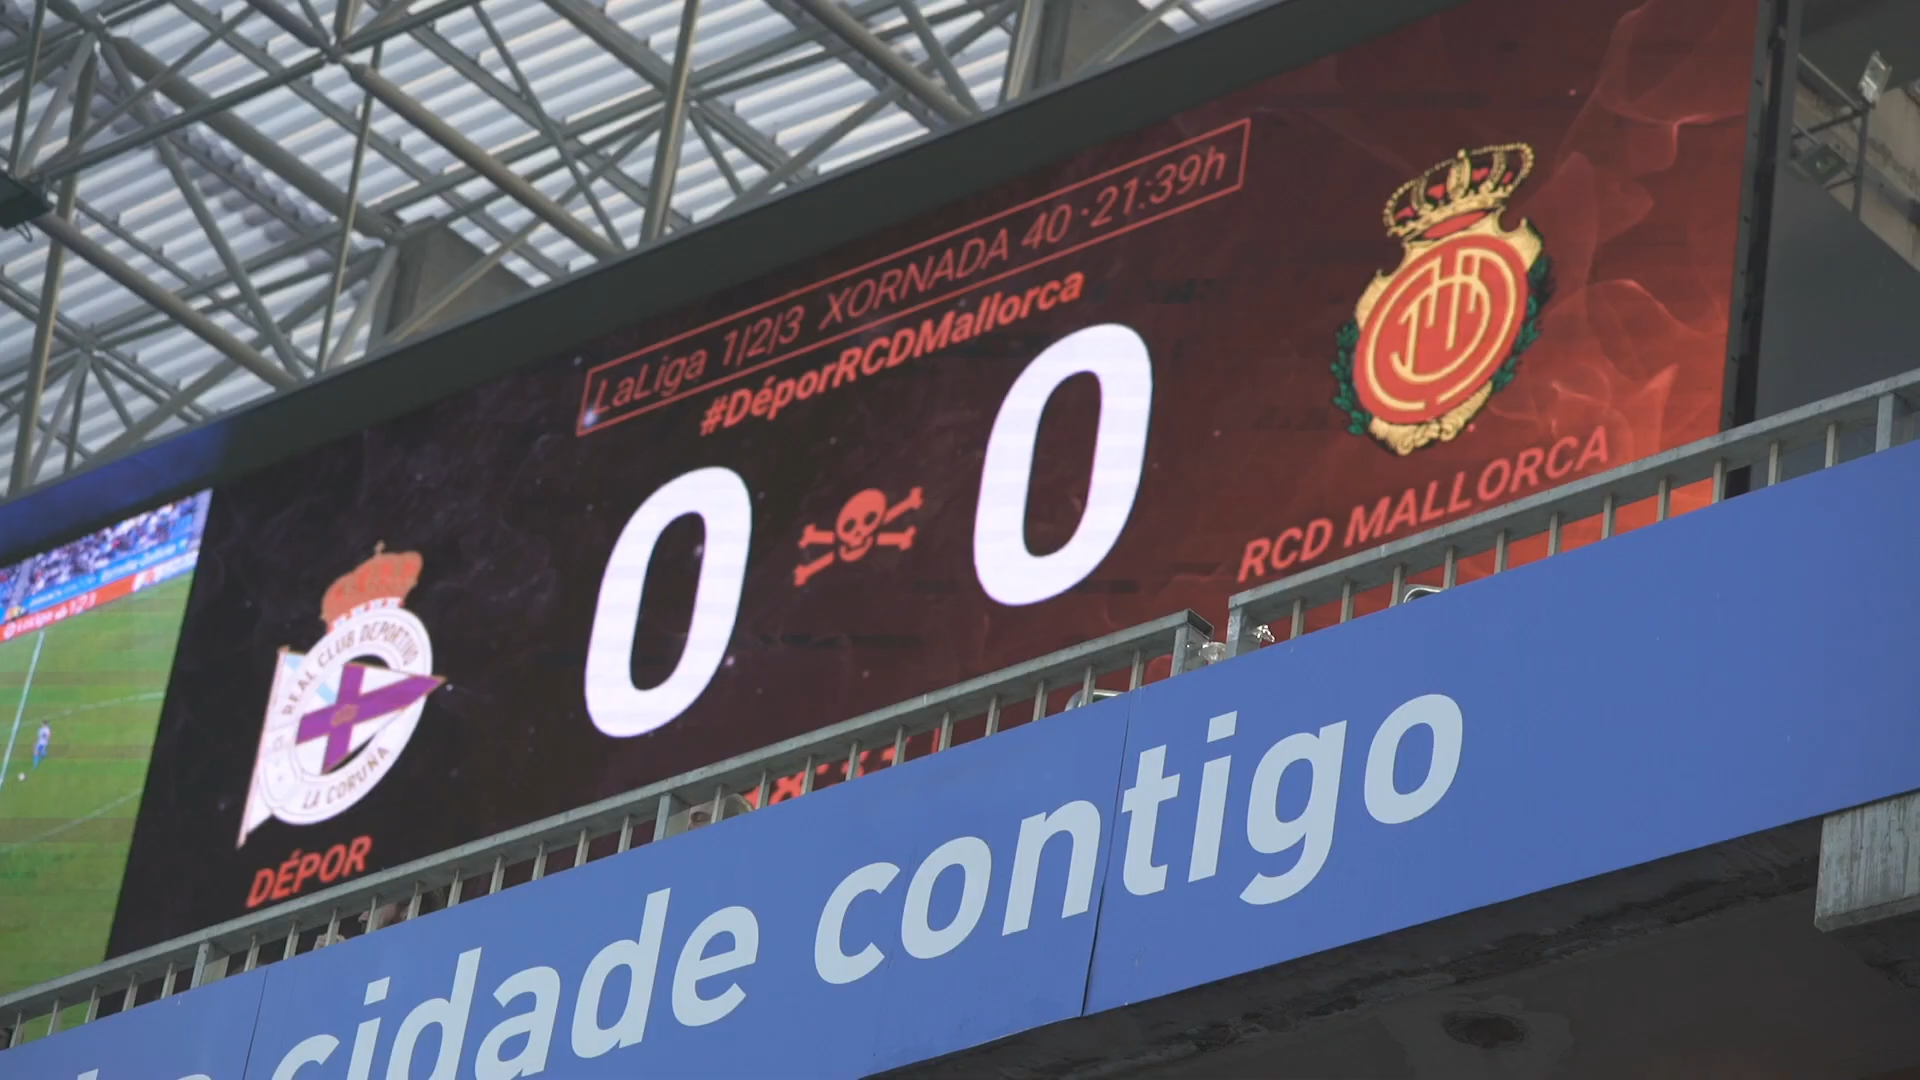 LaLiga 1|2|3 XORNADA 40 · 21:39h
#DéporRCDMallorca
0 0
REAL CLUB DEPORTIVO
LA CORUÑA
DÉPOR
RCD MALLORCA
cidade contigo